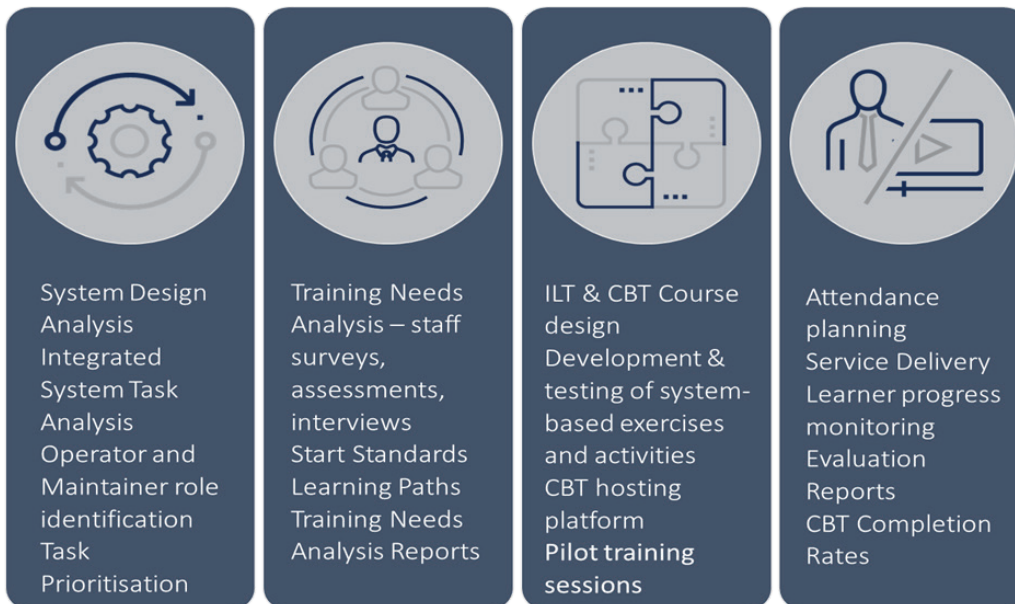 System Design
Analysis
Integrated
System Task
Analysis
Operator and
Maintainer role
identification
Task
Prioritisation
Training Needs
Analysis – staff
surveys,
assessments,
interviews
Start Standards
Learning Paths
Training Needs
Analysis Reports
ILT & CBT Course
design
Development &
testing of system-
based exercises
and activities
CBT hosting
platform
Pilot training
sessions
Attendance
planning
Service Delivery
Learner progress
monitoring
Evaluation
Reports
CBT Completion
Rates